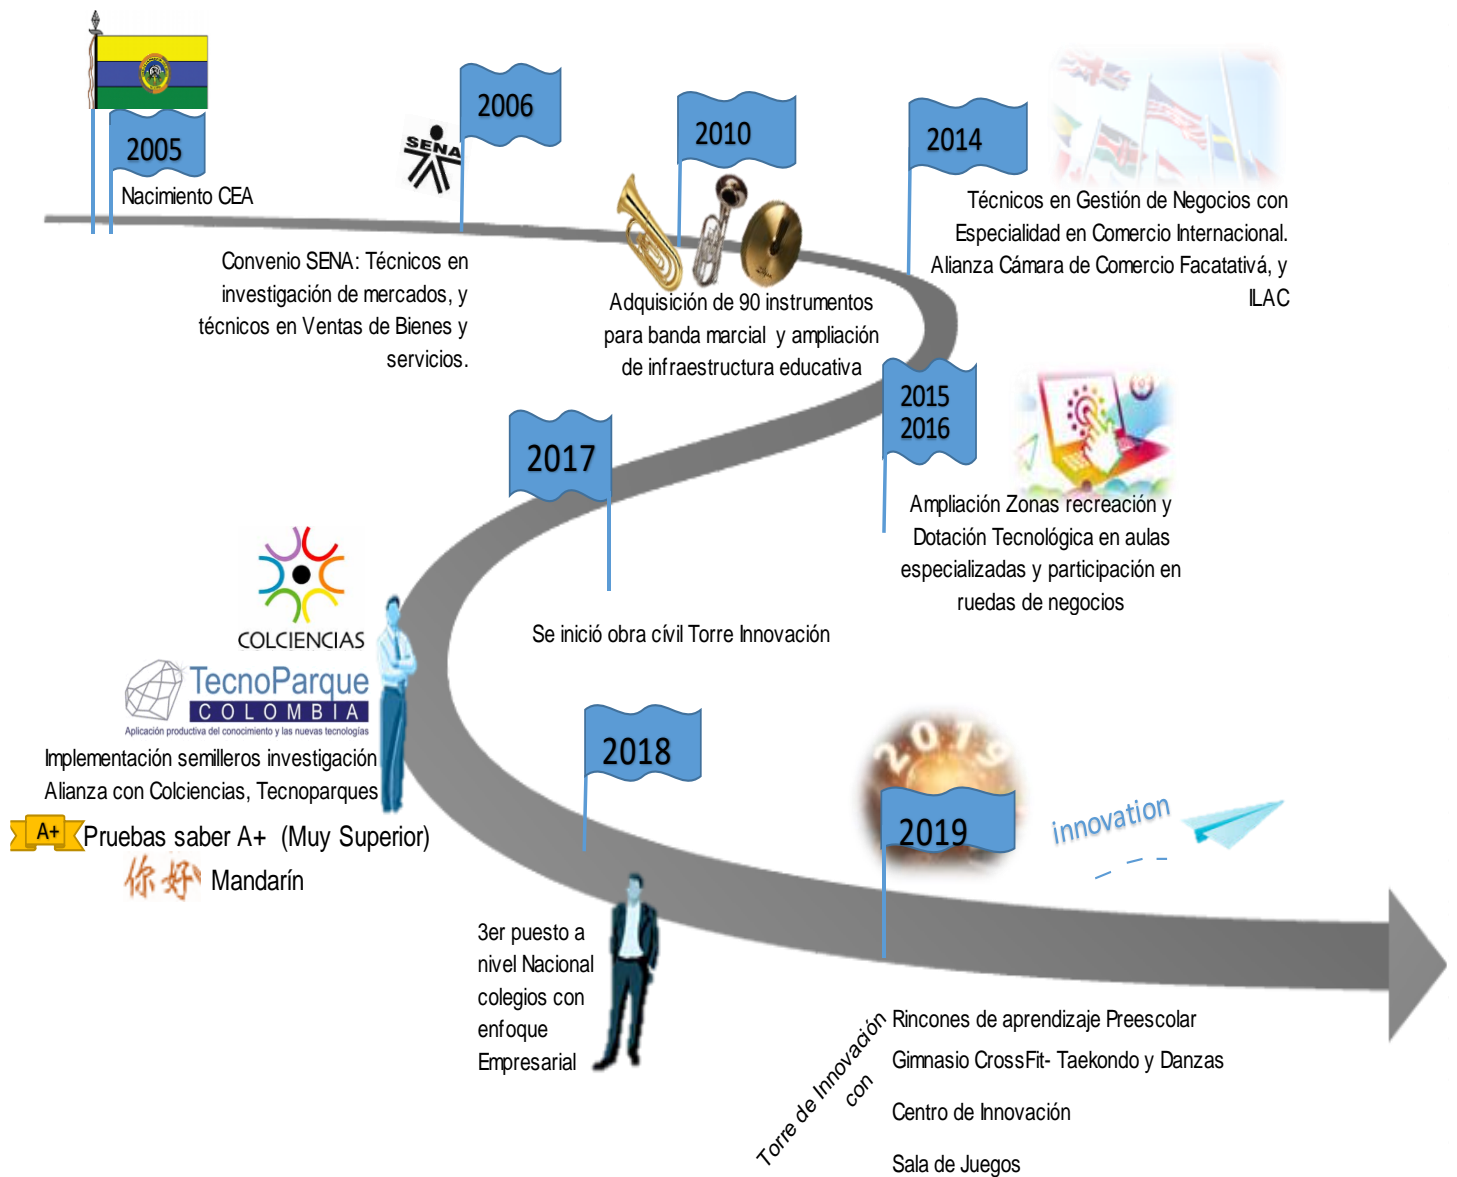 2005
Nacimiento CEA
2006
SENA
Convenio SENA: Técnicos en
investigación de mercados, y
técnicos en Ventas de Bienes y
servicios.
2010
Adquisición de 90 instrumentos
para banda marcial y ampliación
de infraestructura educativa
2014
Técnicos en Gestión de Negocios con
Especialidad en Comercio Internacional.
Alianza Cámara de Comercio Facatativá, y
ILAC
2015
2016
Ampliación Zonas recreación y
Dotación Tecnológica en aulas
especializadas y participación en
ruedas de negocios
2017
Se inició obra cívil Torre Innovación
COLCIENCIAS
TecnoParque
COLOMBIA
Aplicación productiva del conocimiento y las nuevas tecnologías
Implementación semilleros investigación
Alianza con Colciencias, Tecnoparques
A+ Pruebas saber A+ (Muy Superior)
你好 Mandarín
2018
3er puesto a
nivel Nacional
colegios con
enfoque
Empresarial
2019
2019
innovation
Torre de Innovación
con
Rincones de aprendizaje Preescolar
Gimnasio CrossFit- Taekondo y Danzas
Centro de Innovación
Sala de Juegos